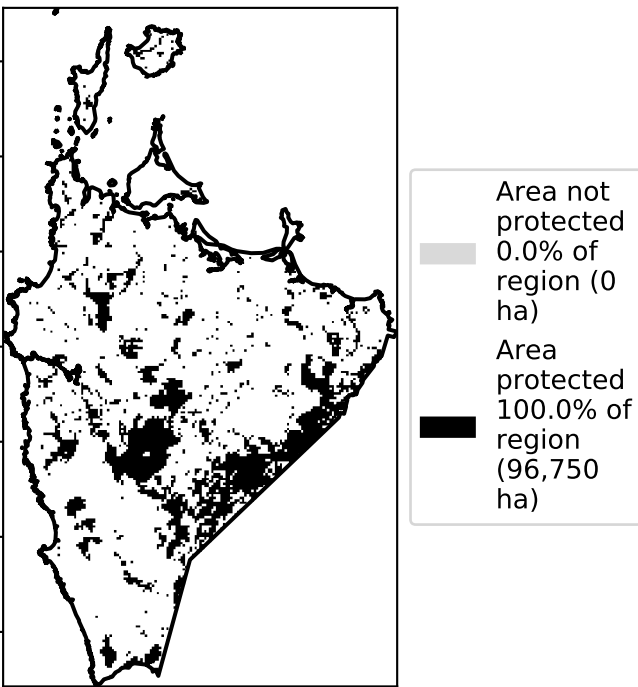 Area not
protected
0.0% of
region (0
ha)
Area
protected
100.0% of
region
(96,750
ha)